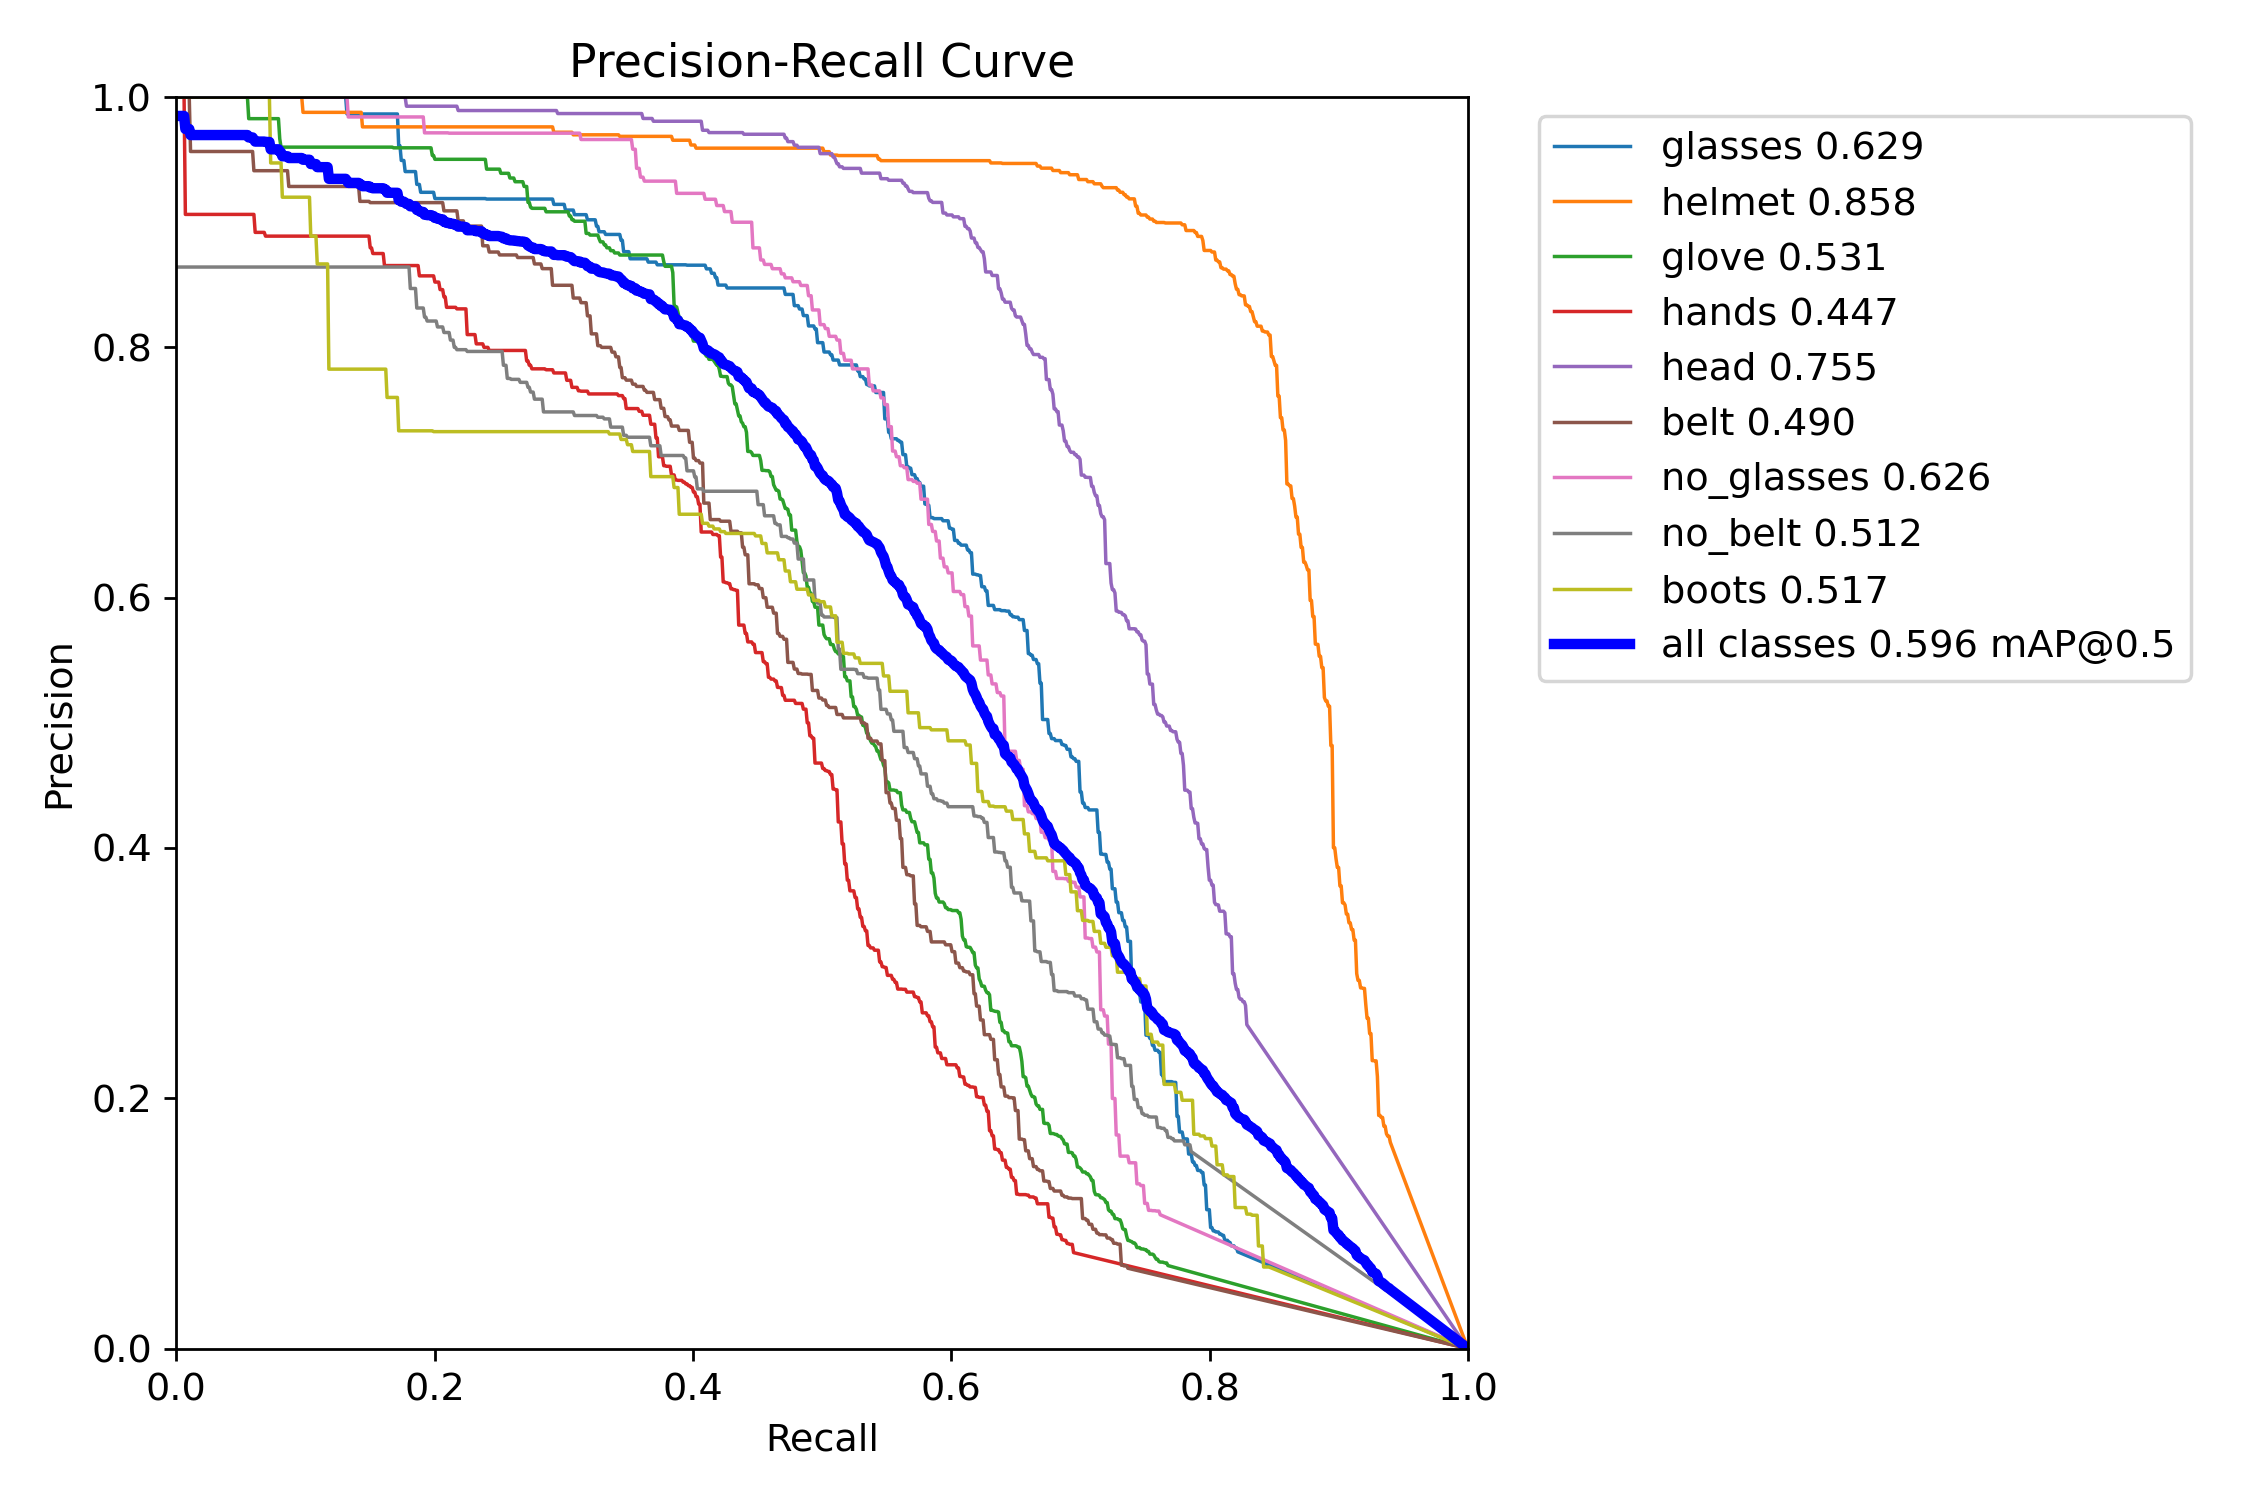 Precision-Recall Curve
1.0
0.8
0.6
0.4
0.2
0.0
Precision
0.0 0.2 0.4 0.6 0.8 1.0
Recall
glasses 0.629
helmet 0.858
glove 0.531
hands 0.447
head 0.755
belt 0.490
no_glasses 0.626
no_belt 0.512
boots 0.517
all classes 0.596 mAP@0.5